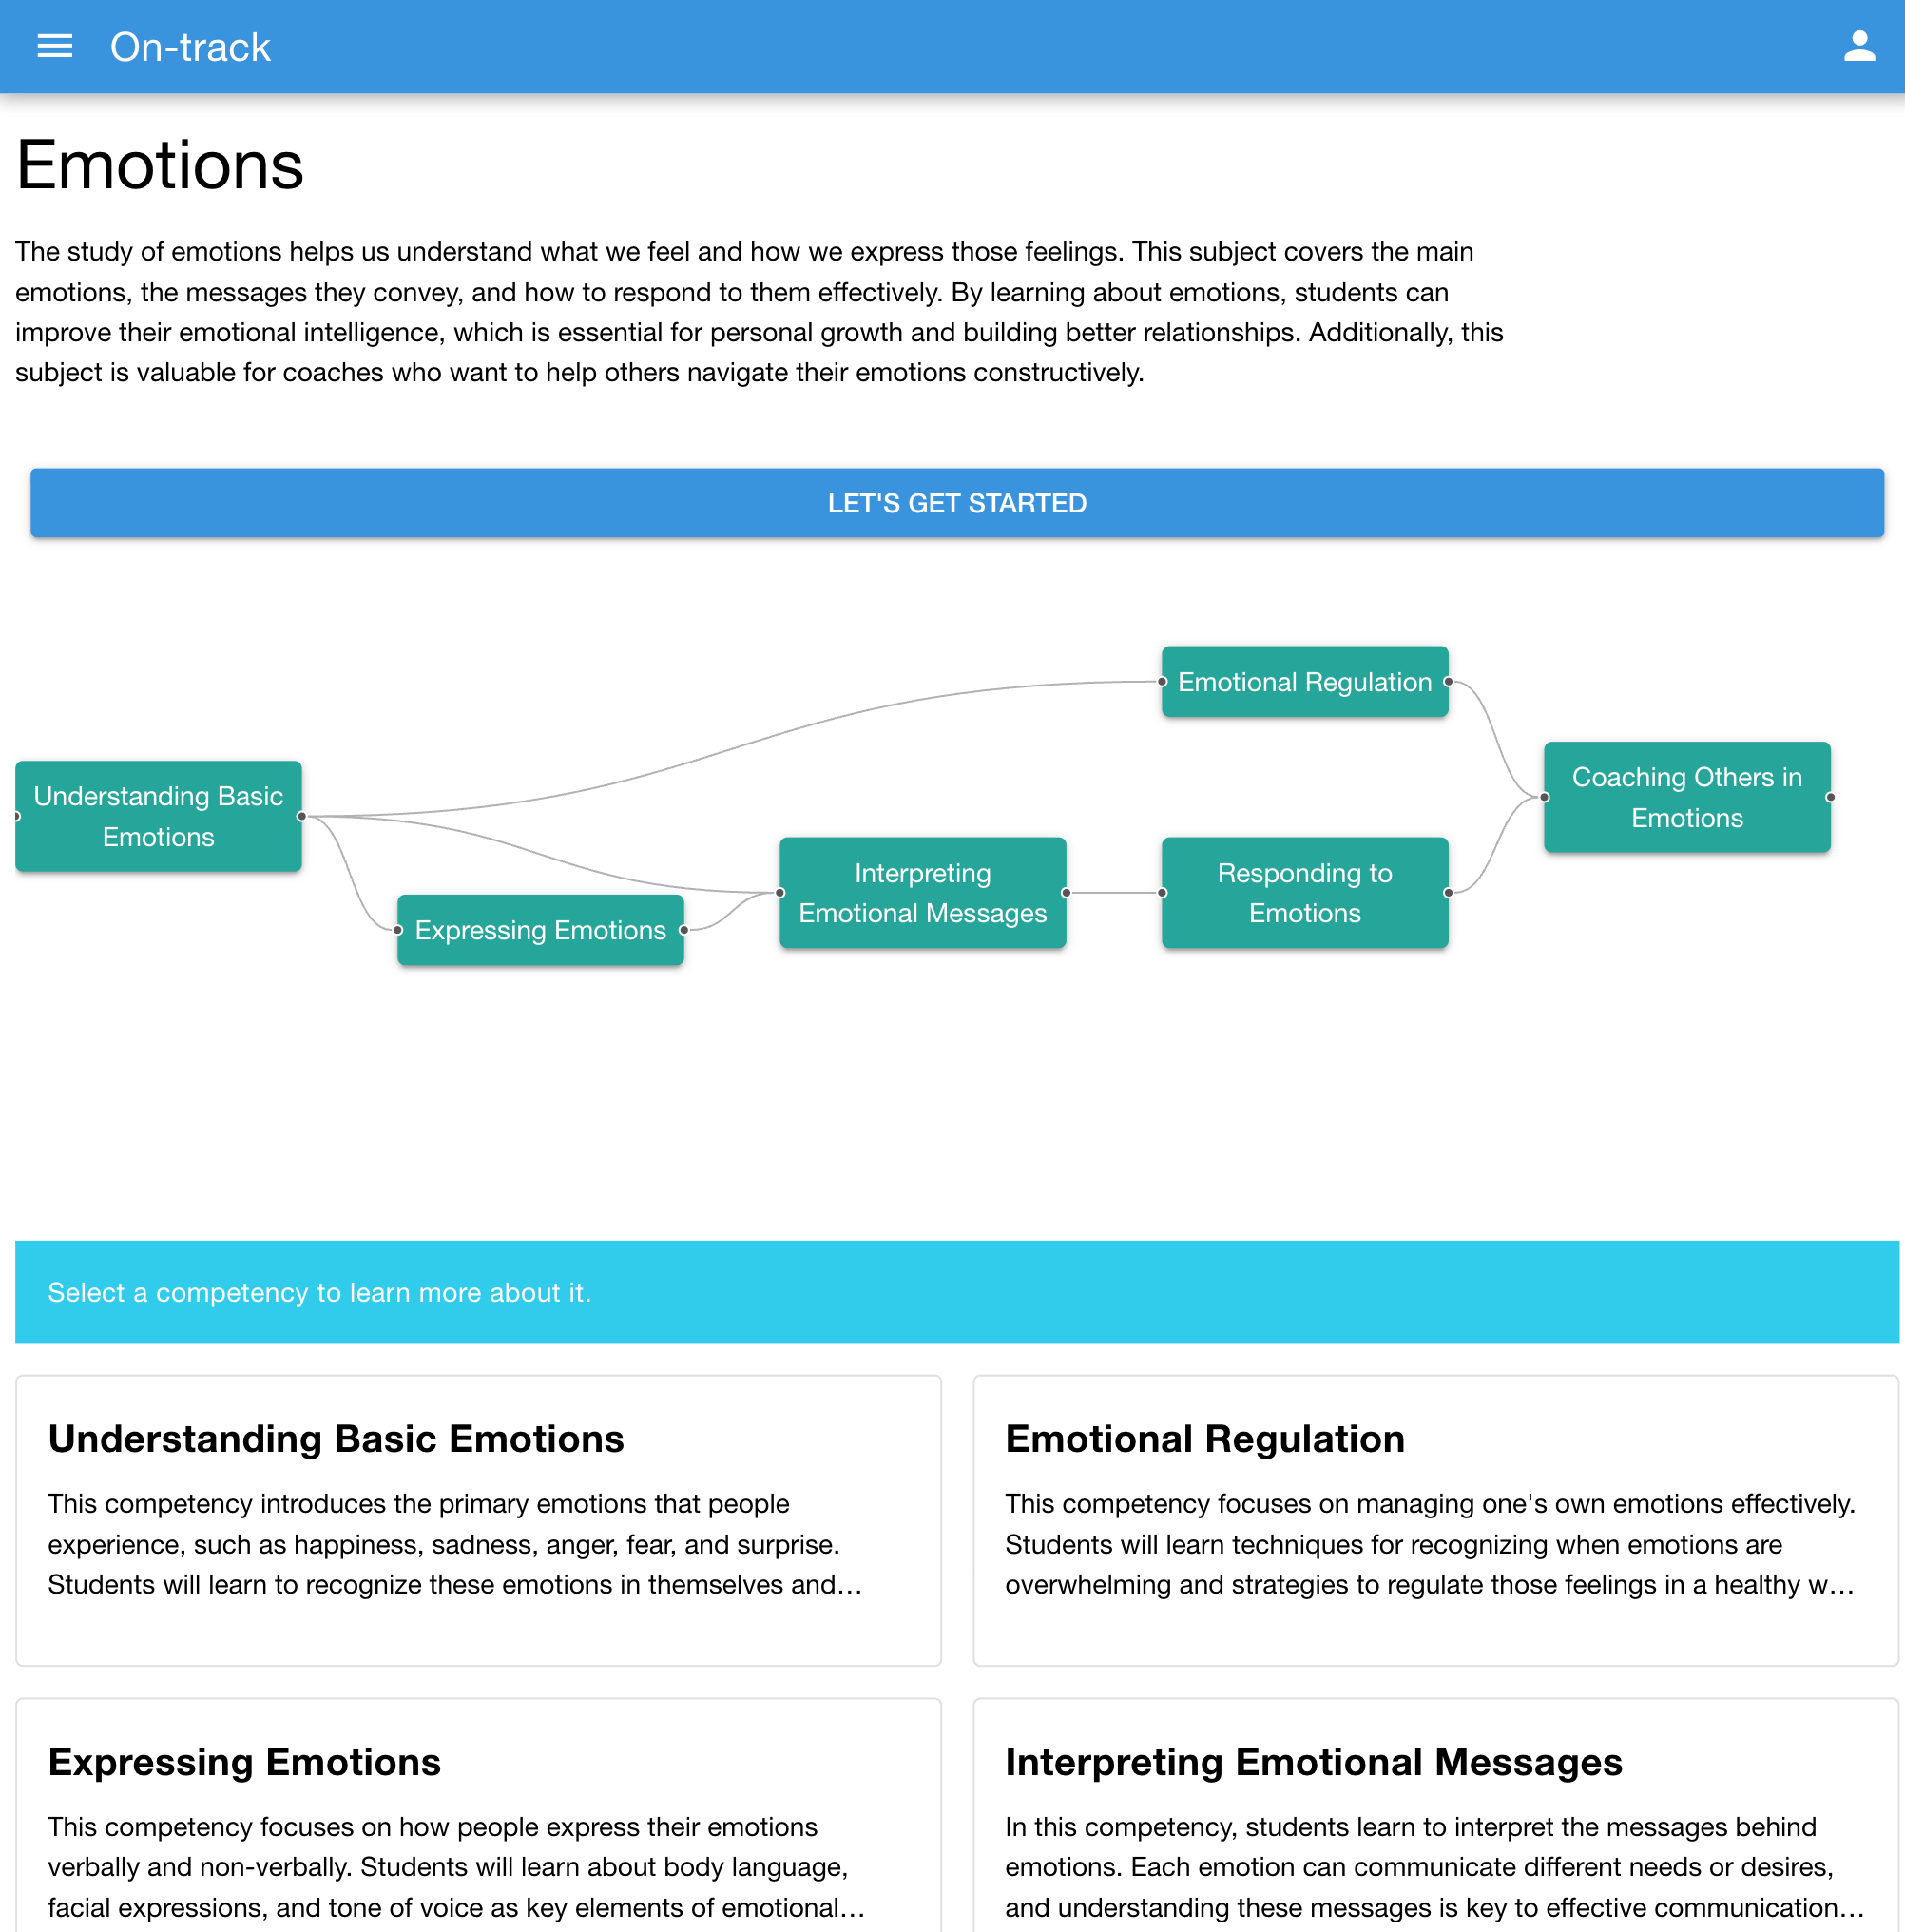 On-track
Emotions
The study of emotions helps us understand what we feel and how we express those feelings. This subject covers the main
emotions, the messages they convey, and how to respond to them effectively. By learning about emotions, students can
improve their emotional intelligence, which is essential for personal growth and building better relationships. Additionally, this
subject is valuable for coaches who want to help others navigate their emotions constructively.
LET'S GET STARTED
Understanding Basic
Emotions
Expressing Emotions
Interpreting
Emotional Messages
Emotional Regulation
Responding to
Emotions
Coaching Others in
Emotions
Select a competency to learn more about it.
Understanding Basic Emotions
This competency introduces the primary emotions that people
experience, such as happiness, sadness, anger, fear, and surprise.
Students will learn to recognize these emotions in themselves and…
Emotional Regulation
This competency focuses on managing one's own emotions effectively.
Students will learn techniques for recognizing when emotions are
overwhelming and strategies to regulate those feelings in a healthy w…
Expressing Emotions
This competency focuses on how people express their emotions
verbally and non-verbally. Students will learn about body language,
facial expressions, and tone of voice as key elements of emotional…
Interpreting Emotional Messages
In this competency, students learn to interpret the messages behind
emotions. Each emotion can communicate different needs or desires,
and understanding these messages is key to effective communication…